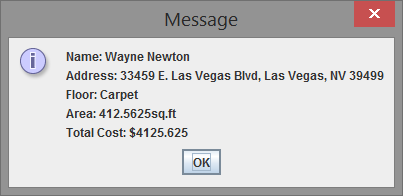 Message
Name: Wayne Newton
Address: 33459 E. Las Vegas Blvd, Las Vegas, NV 39499
Floor: Carpet
Area: 412.5625sq.ft
Total Cost: $4125.625
OK